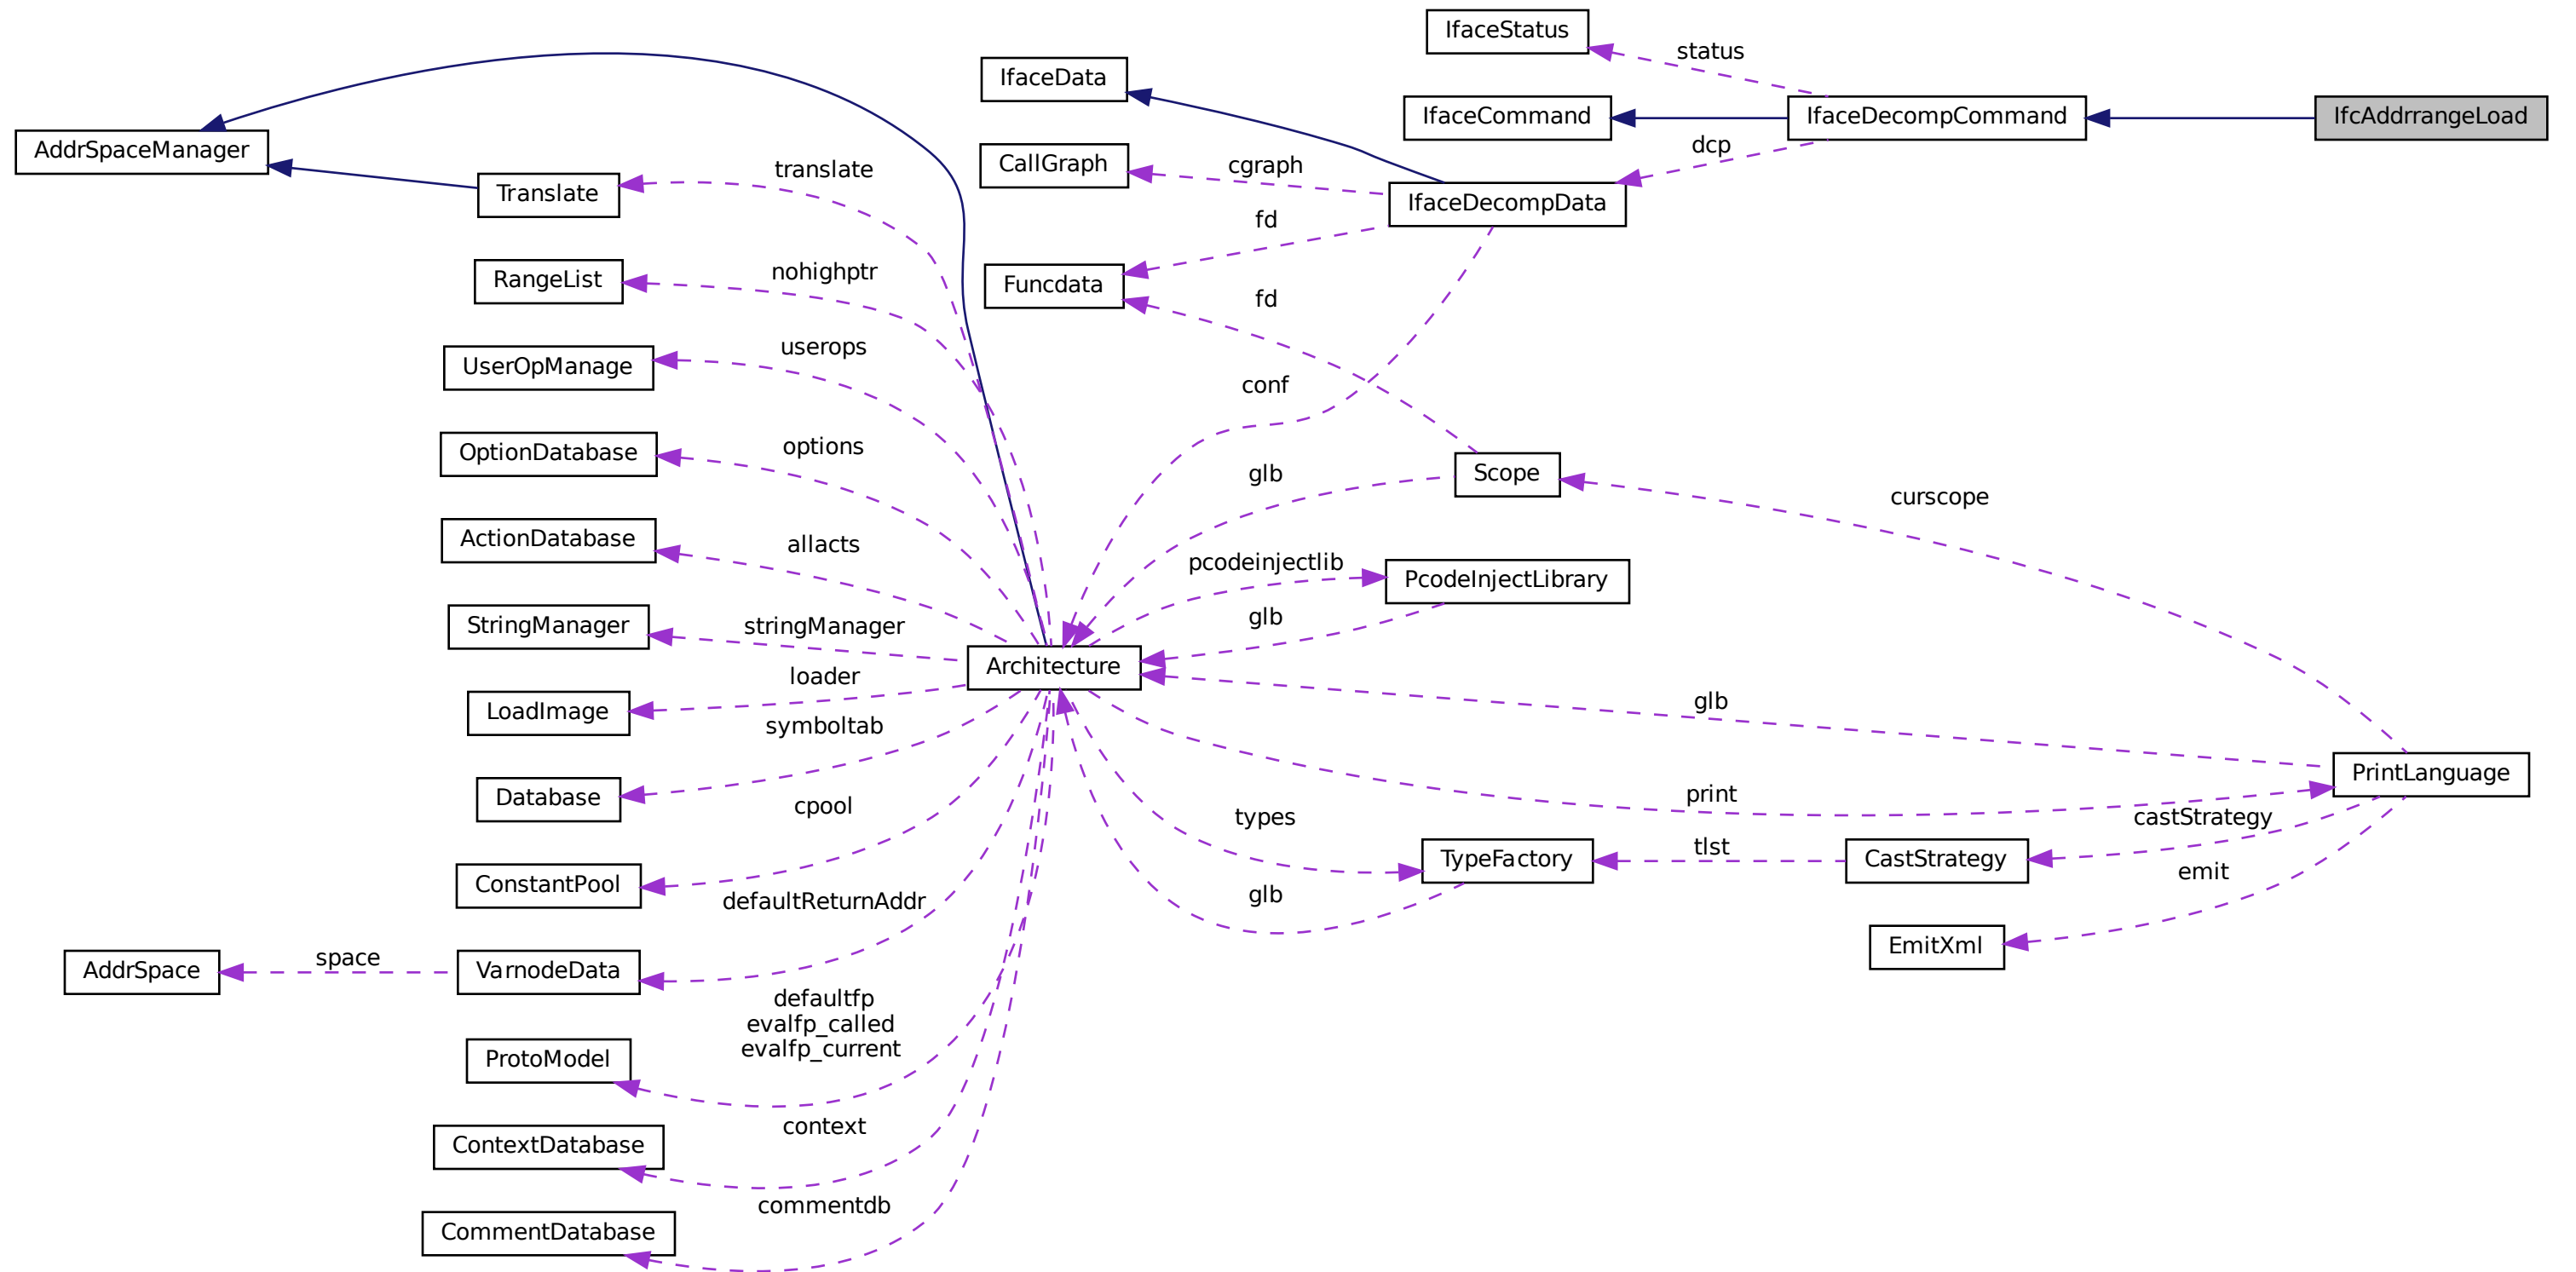 IfaceStatus
status
IfaceData
IfaceCommand
IfaceDecompCommand
IfcAddrrangeLoad
AddrSpaceManager
dcp
CallGraph
cgraph
translate
Translate
IfaceDecompData
fd
nohighptr
RangeList
Funcdata
fd
userops
UserOpManage
conf
options
OptionDatabase
glb
Scope
curscope
allacts
ActionDatabase
pcodeinjectlib
PcodeInjectLibrary
glb
stringManager
StringManager
Architecture
loader
LoadImage
glb
symboltab
Database
PrintLanguage
print
cpool
types
castStrategy
ConstantPool
TypeFactory
tlst
CastStrategy
defaultReturnAddr
glb
emit
EmitXml
AddrSpace
space
VarnodeData
defaultfp
evalfp_called
evalfp_current
ProtoModel
context
ContextDatabase
commentdb
CommentDatabase